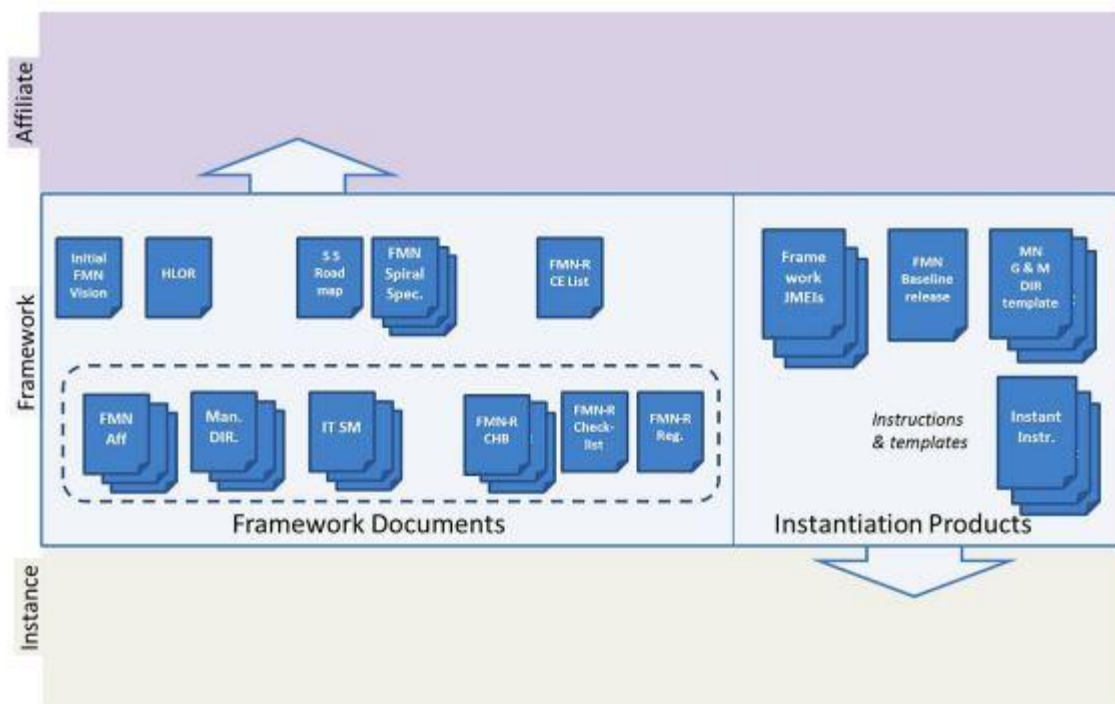 Affiliate
Framework
Instance
Initial
FMN
Vision
HLOR
S S
Road
map
FMN
Spiral
Spec.
FMN-R
CE List
FMN
Aff
Man.
DIR.
IT SM
FMN-R
CHB
FMN-R
Check-
list
FMN-R
Reg.
Framework Documents
Frame
work
JMEIs
FMN
Baseline
release
MN
G & M
DIR
template
Instructions
& templates
Instant
Instr.
Instantiation Products